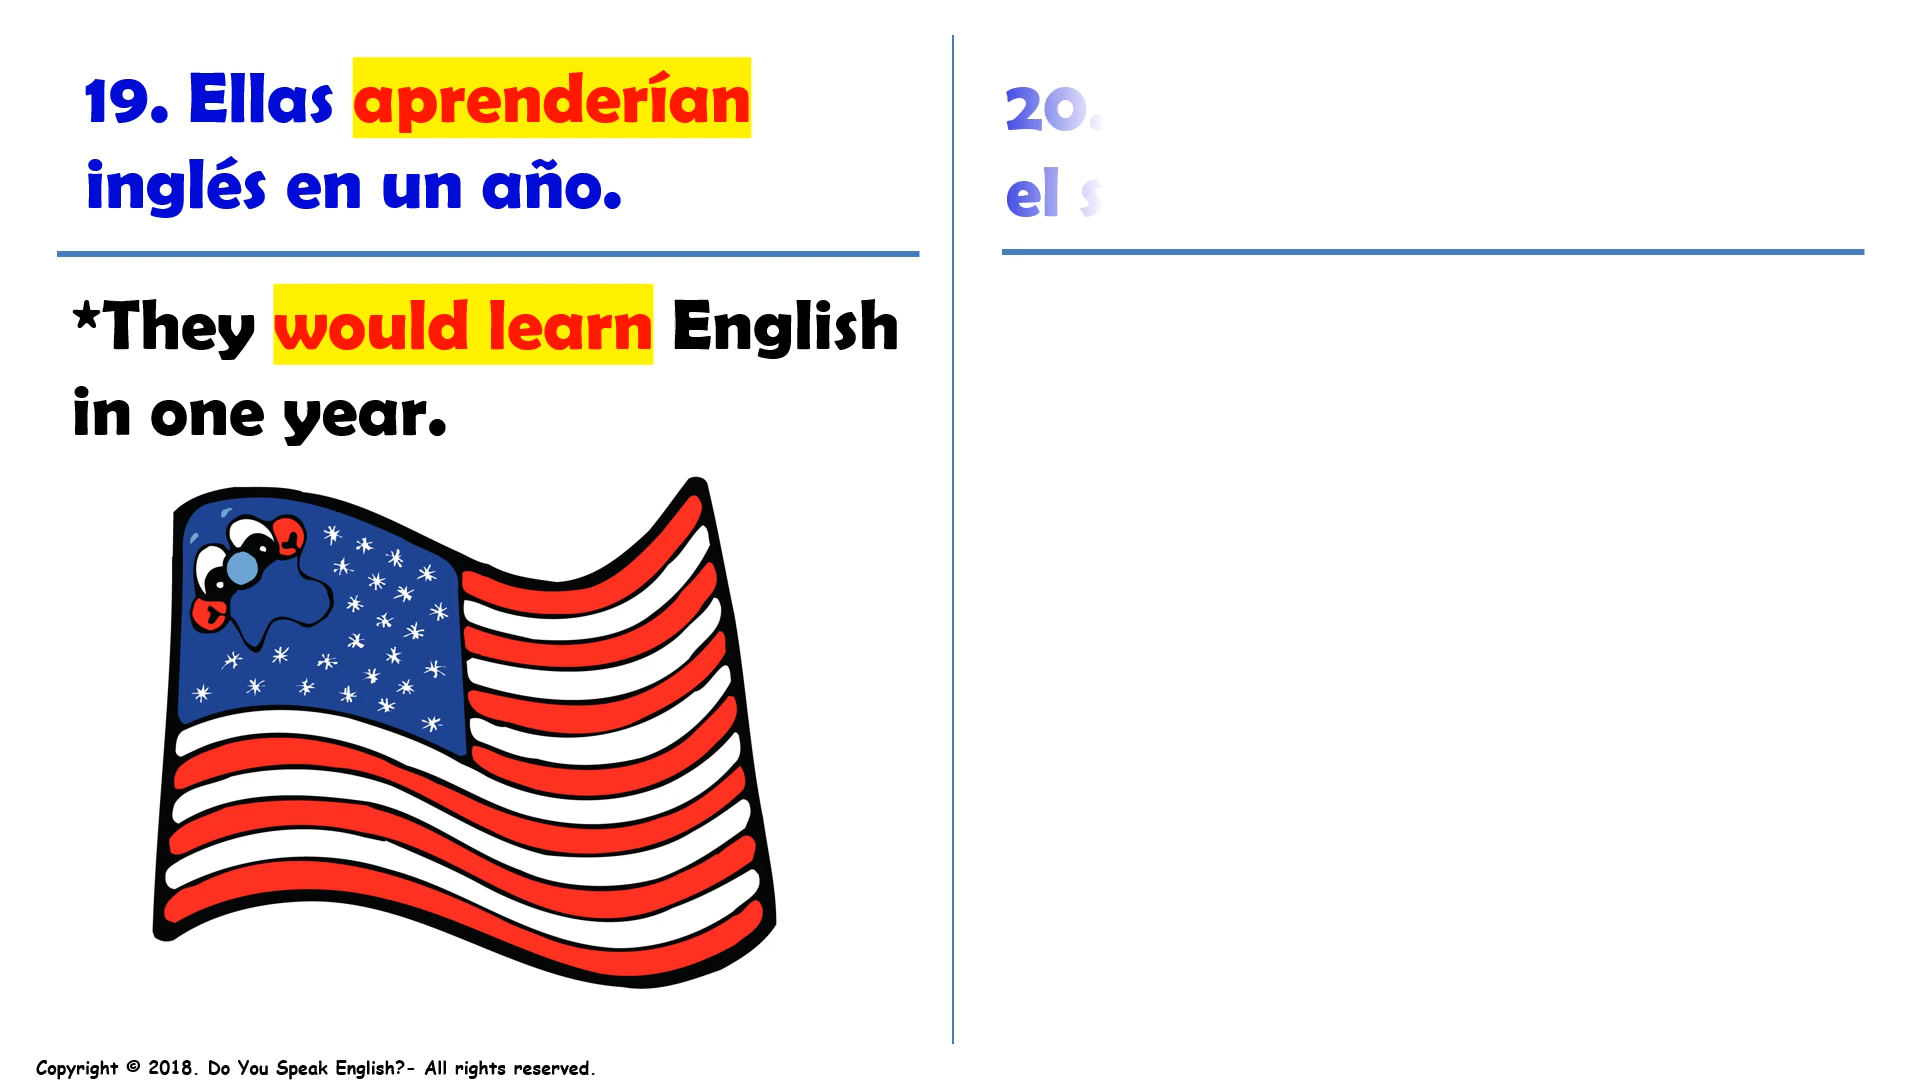 19. Ellas aprenderían
inglés en un año.
*They would learn English
in one year.
20.
el
Copyright © 2018. Do You Speak English?- All rights reserved.